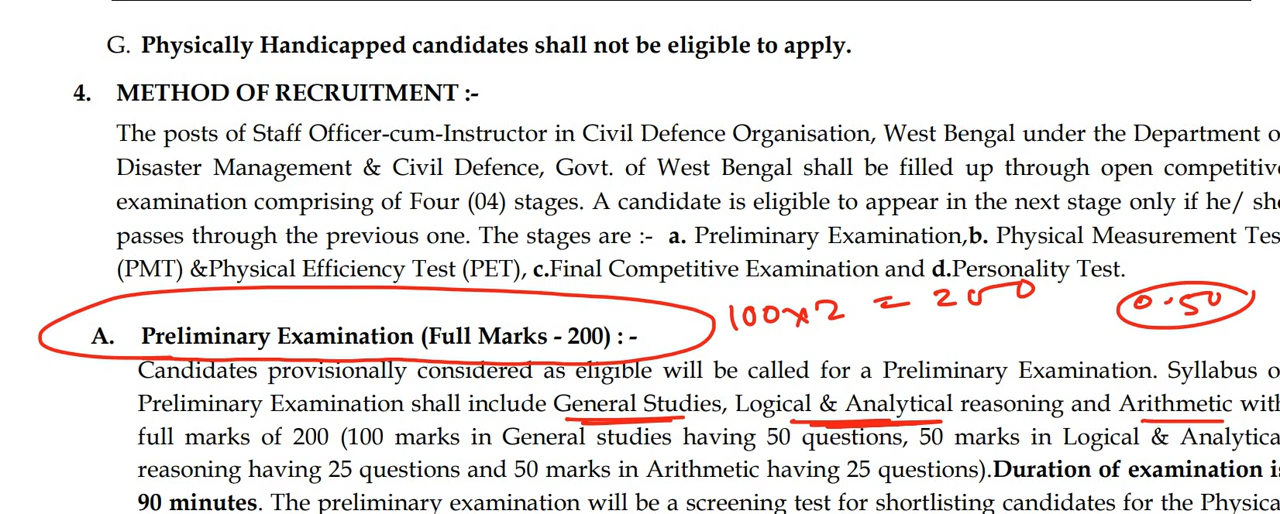 G. Physically Handicapped candidates shall not be eligible to apply.
4. METHOD OF RECRUITMENT :-
The posts of Staff Officer-cum-Instructor in Civil Defence Organisation, West Bengal under the Department o
Disaster Management & Civil Defence, Govt. of West Bengal shall be filled up through open competitive
examination comprising of Four (04) stages. A candidate is eligible to appear in the next stage only if he/ she
passes through the previous one. The stages are :- a. Preliminary Examination,b. Physical Measurement Tes
(PMT) &Physical Efficiency Test (PET), c.Final Competitive Examination and d.Personality Test.
100x2 = 200 0.50
A. Preliminary Examination (Full Marks - 200) : -
Candidates provisionally considered as eligible will be called for a Preliminary Examination. Syllabus o
Preliminary Examination shall include General Studies, Logical & Analytical reasoning and Arithmetic with
full marks of 200 (100 marks in General studies having 50 questions, 50 marks in Logical & Analytica
reasoning having 25 questions and 50 marks in Arithmetic having 25 questions).Duration of examination is
90 minutes. The preliminary examination will be a screening test for shortlisting candidates for the Physica